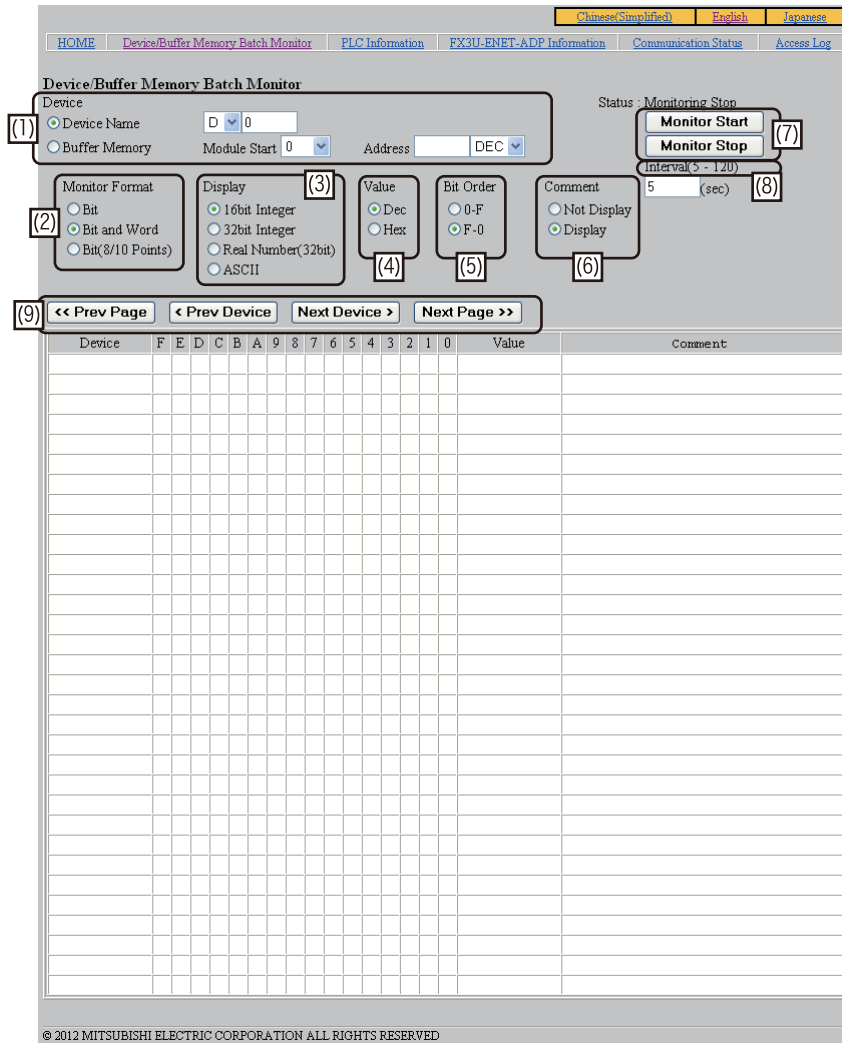 Chinese(Simplified) English Japanese
HOME Device/Buffer Memory Batch Monitor PLC Information FX3U-ENET-ADP Information Communication Status Access Log
Device/Buffer Memory Batch Monitor
Device
Status : Monitoring Stop
(1)
Device Name D 0
Monitor Start
(7)
Buffer Memory Module Start 0 Address DEC
Monitor Stop
Interval(5 - 120)
5 (sec)
(8)
Monitor Format
(2)
Bit
Bit and Word
Bit(8/10 Points)
Display
(3)
16bit Integer
32bit Integer
Real Number(32bit)
ASCII
Value
Dec
Hex
(4)
Bit Order
0-F
F-0
(5)
Comment
Not Display
Display
(6)
(9)
<< Prev Page < Prev Device Next Device > Next Page >>
Device F E D C B A 9 8 7 6 5 4 3 2 1 0 Value Comment
© 2012 MITSUBISHI ELECTRIC CORPORATION ALL RIGHTS RESERVED